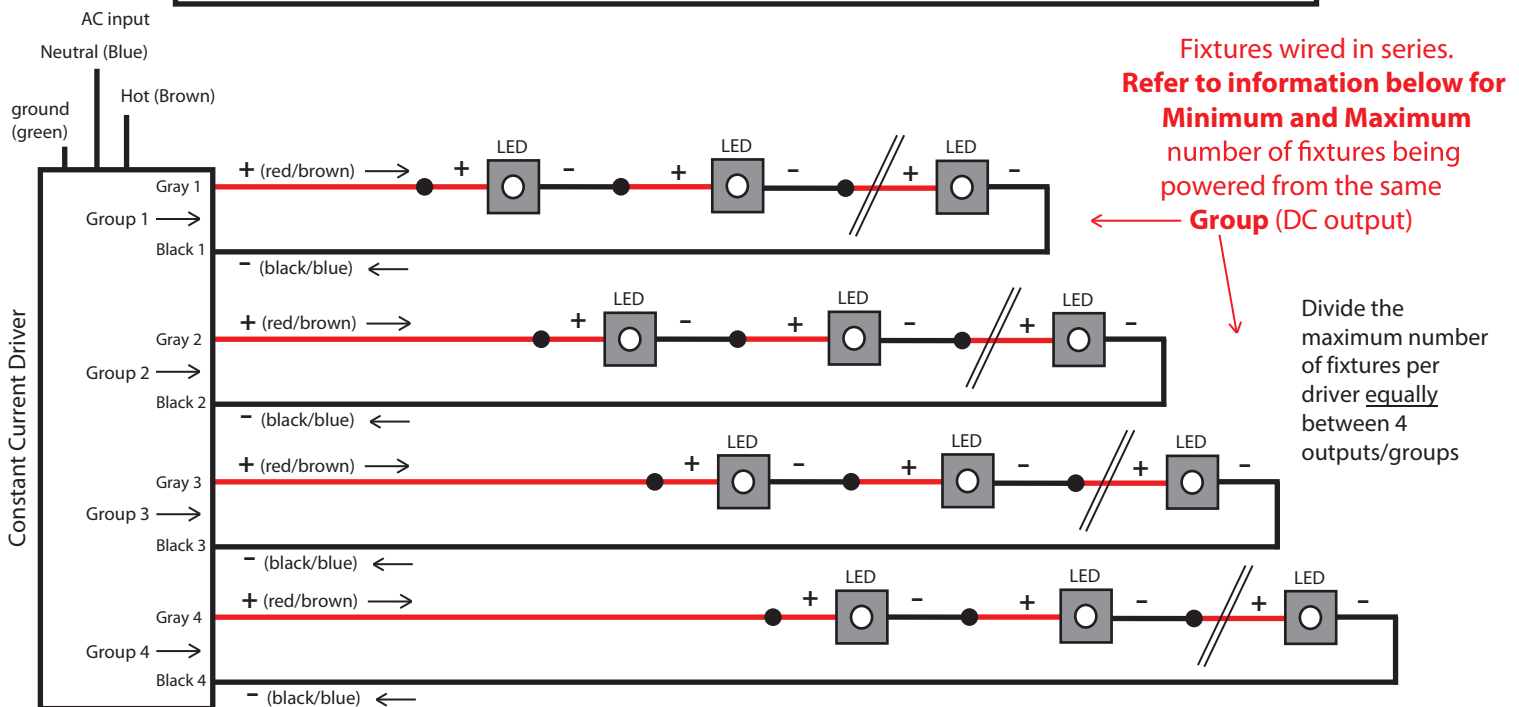 AC input
Neutral (Blue)
Hot (Brown)
ground
(green)
Fixtures wired in series.
Refer to information below for
Minimum and Maximum
number of fixtures being
powered from the same
Group (DC output)
Divide the
maximum number
of fixtures per
driver equally
between 4
outputs/groups
Constant Current Driver
LED LED LED
+ (red/brown) + - + - + -
Gray 1
Group 1
Black 1
- (black/blue)
LED LED LED
+ (red/brown) + - + - + -
Gray 2
Group 2
Black 2
- (black/blue)
LED LED LED
+ (red/brown) + - + - + -
Gray 3
Group 3
Black 3
- (black/blue)
LED LED LED
+ (red/brown) + - + - + -
Gray 4
Group 4
Black 4
- (black/blue)